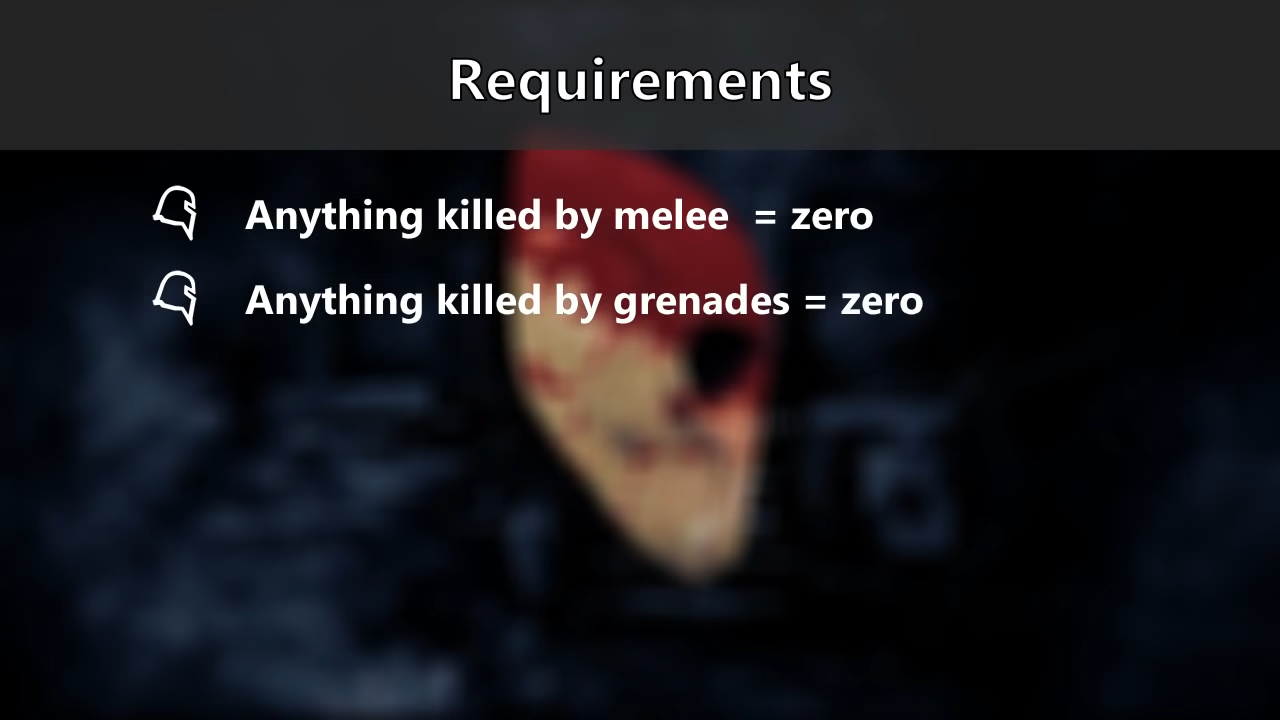 Requirements
Anything killed by melee  = zero
Anything killed by grenades = zero